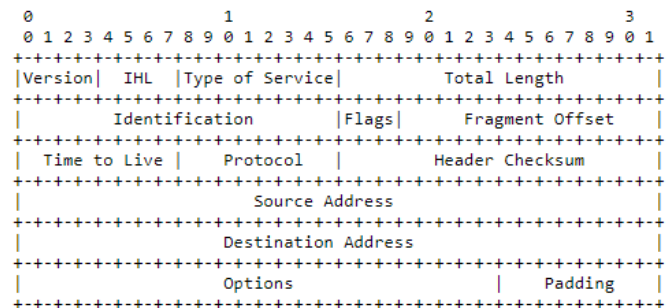 0                   1                   2                   3
0 1 2 3 4 5 6 7 8 9 0 1 2 3 4 5 6 7 8 9 0 1 2 3 4 5 6 7 8 9 0 1
+-+-+-+-+-+-+-+-+-+-+-+-+-+-+-+-+-+-+-+-+-+-+-+-+-+-+-+-+-+-+-+-+
|Version|  IHL  |Type of Service|          Total Length         |
+-+-+-+-+-+-+-+-+-+-+-+-+-+-+-+-+-+-+-+-+-+-+-+-+-+-+-+-+-+-+-+-+
|         Identification        |Flags|      Fragment Offset    |
+-+-+-+-+-+-+-+-+-+-+-+-+-+-+-+-+-+-+-+-+-+-+-+-+-+-+-+-+-+-+-+-+
|  Time to Live |    Protocol   |         Header Checksum       |
+-+-+-+-+-+-+-+-+-+-+-+-+-+-+-+-+-+-+-+-+-+-+-+-+-+-+-+-+-+-+-+-+
|                       Source Address                          |
+-+-+-+-+-+-+-+-+-+-+-+-+-+-+-+-+-+-+-+-+-+-+-+-+-+-+-+-+-+-+-+-+
|                    Destination Address                        |
+-+-+-+-+-+-+-+-+-+-+-+-+-+-+-+-+-+-+-+-+-+-+-+-+-+-+-+-+-+-+-+-+
|                    Options                    |    Padding    |
+-+-+-+-+-+-+-+-+-+-+-+-+-+-+-+-+-+-+-+-+-+-+-+-+-+-+-+-+-+-+-+-+